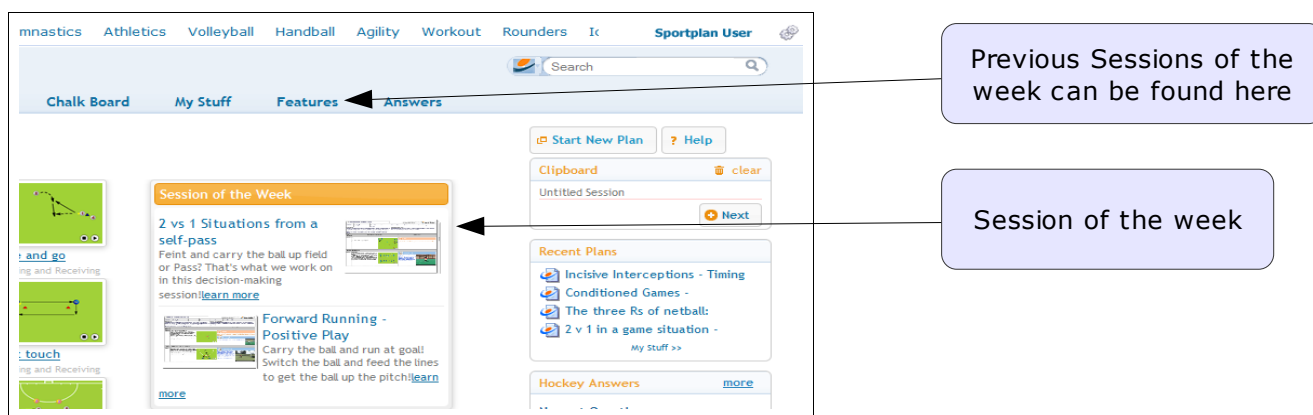 mnastics Athletics Volleyball Handball Agility Workout Rounders Sportplan User
Search
Chalk Board My Stuff Features Answers
Previous Sessions of the
week can be found here
Start New Plan
? Help
Clipboard clear
Untitled Session
Next
Session of the Week
2 vs 1 Situations from a
self-pass
Feint and carry the ball up field
or Pass? That's what we work on
in this decision-making
session!learn more
Forward Running -
Positive Play
Carry the ball and run at goal!
Switch the ball and feed the lines
to get the ball up the pitch!learn
more
Session of the week
and go
ing and Receiving
touch
ing and Receiving
Recent Plans
Incisive Interceptions - Timing
Conditioned Games -
The three Rs of netball:
2 v 1 in a game situation -
My Stuff >>
Hockey Answers more